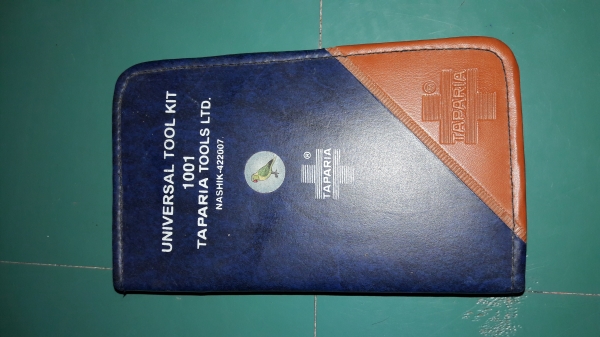 UNIVERSAL TOOL KIT
1001
TAPARIA TOOLS LTD.
NASHIK-422007.
®
TAPARIA
©
TAPARIA